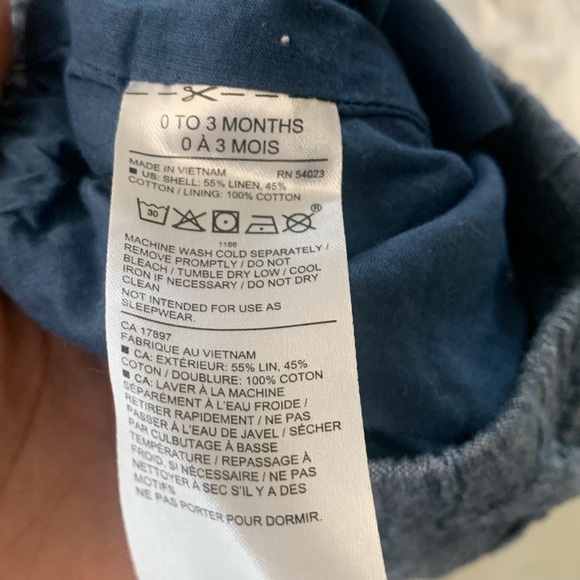 0 TO 3 MONTHS
0 À 3 MOIS
MADE IN VIETNAM RN 54023
■ US: SHELL: 55% LINEN, 45%
COTTON / LINING: 100% COTTON
30
1186
MACHINE WASH COLD SEPARATELY /
REMOVE PROMPTLY / DO NOT
BLEACH / TUMBLE DRY LOW / COOL
IRON IF NECESSARY / DO NOT DRY
CLEAN
NOT INTENDED FOR USE AS
SLEEPWEAR.
CA 17897
FABRIQUE AU VIETNAM
■ CA: EXTÉRIEUR: 55% LIN, 45%
COTON / DOUBLURE: 100% COTON
■ CA: LAVER À LA MACHINE
SÉPARÉMENT À L'EAU FROIDE /
RETIRER RAPIDEMENT / NE PAS
PASSER À L'EAU DE JAVEL / SÉCHER
PAR CULBUTAGE À BASSE
TEMPÉRATURE / REPASSAGE À
FROID, SI NÉCESSAIRE / NE PAS
NETTOYER À SEC S'IL Y A DES
MOTIFS
NE PAS PORTER POUR DORMIR.